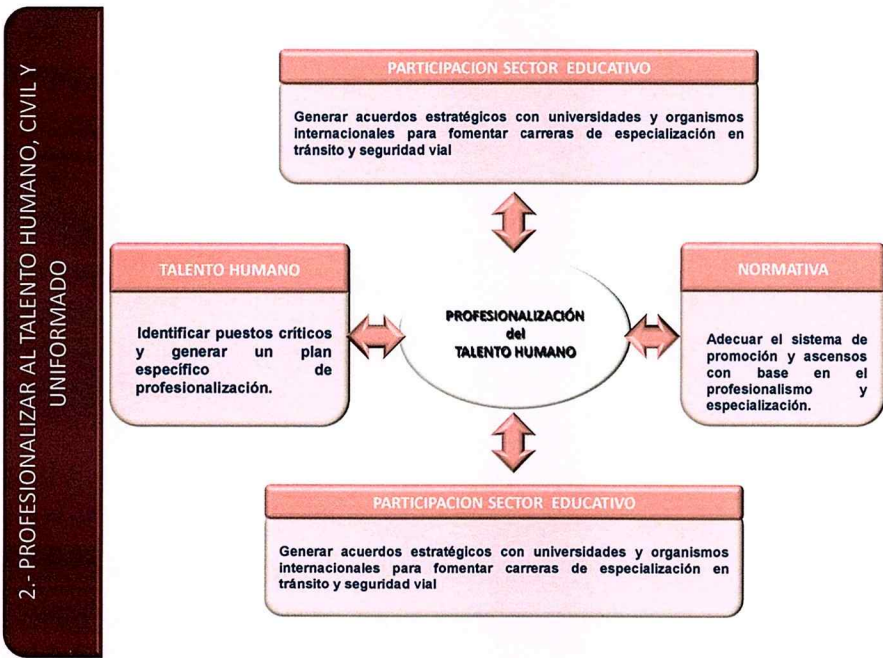 2.- PROFESIONALIZAR AL TALENTO HUMANO, CIVIL Y
UNIFORMADO
PARTICIPACION SECTOR EDUCATIVO
Generar acuerdos estratégicos con universidades y organismos
internacionales para fomentar carreras de especialización en
tránsito y seguridad vial
TALENTO HUMANO
Identificar puestos críticos
y generar un plan
específico de
profesionalización.
PROFESIONALIZACIÓN
del
TALENTO HUMANO
NORMATIVA
Adecuar el sistema de
promoción y ascensos
con base en el
profesionalismo y
especialización.
PARTICIPACION SECTOR EDUCATIVO
Generar acuerdos estratégicos con universidades y organismos
internacionales para fomentar carreras de especialización en
tránsito y seguridad vial